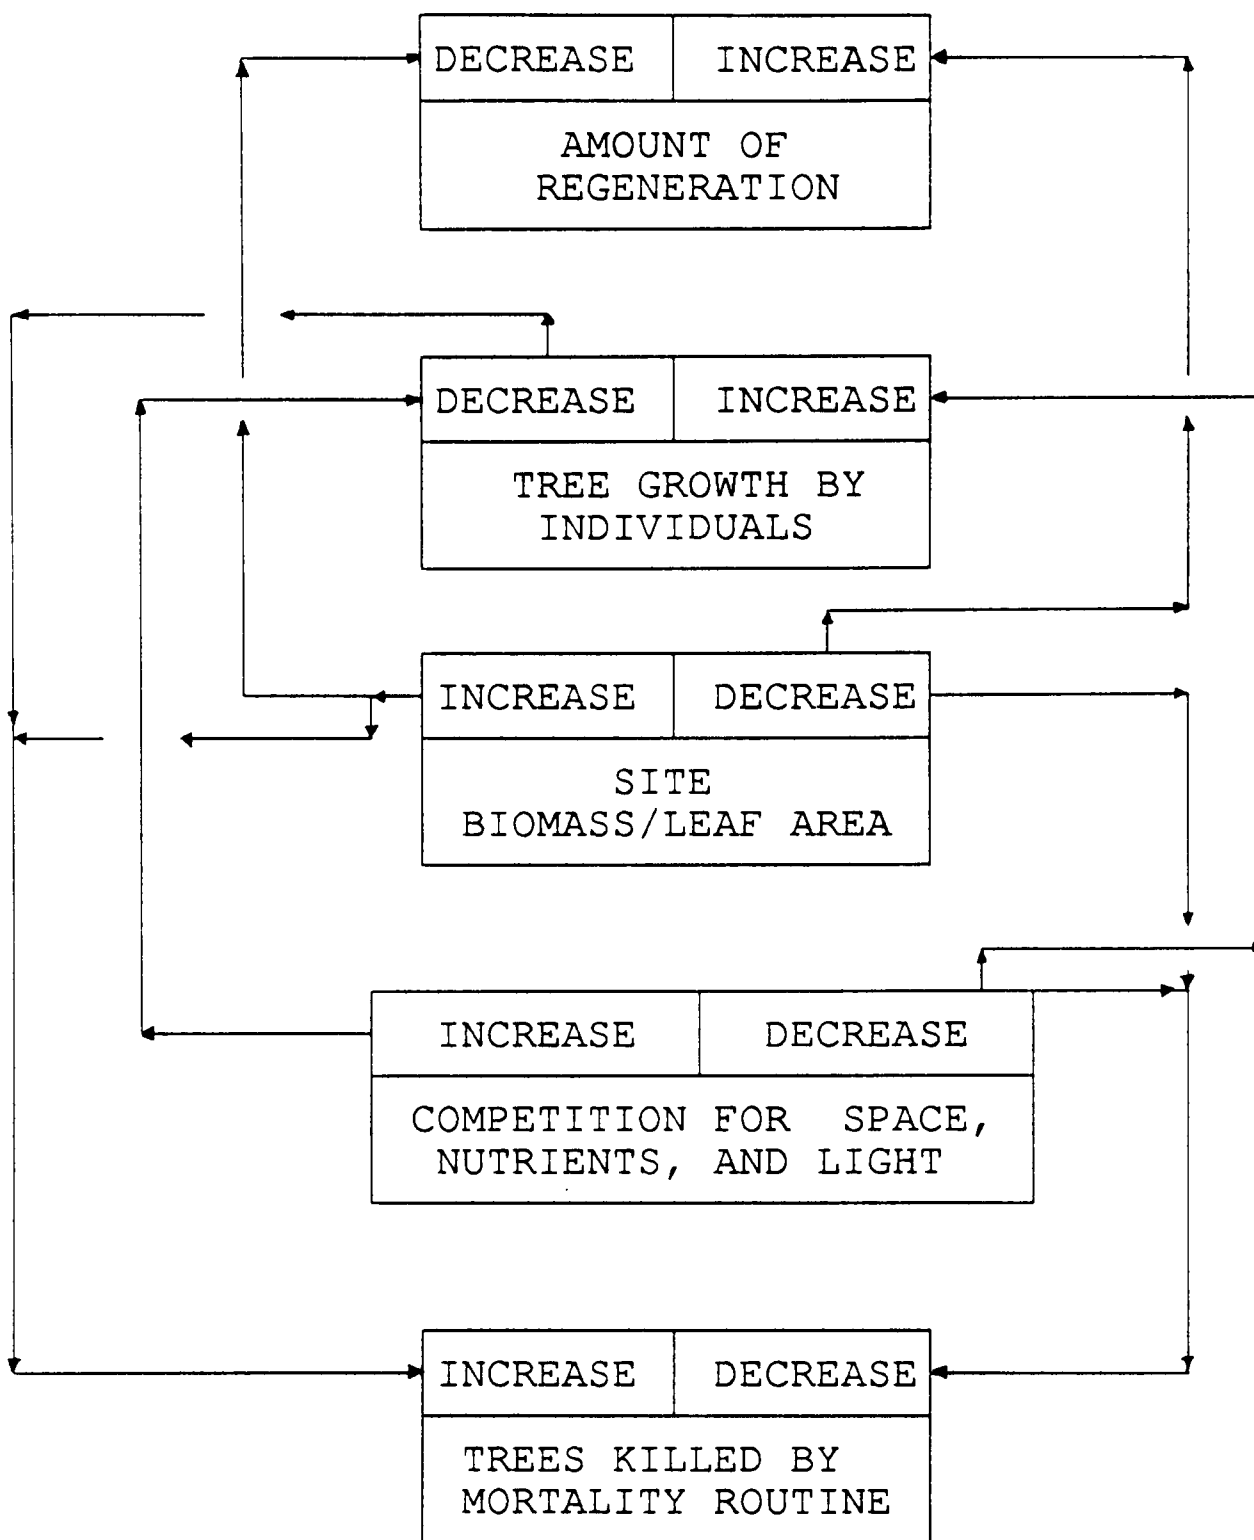 DECREASE INCREASE
AMOUNT OF
REGENERATION
DECREASE INCREASE
TREE GROWTH BY
INDIVIDUALS
INCREASE DECREASE
SITE
BIOMASS/LEAF AREA
INCREASE DECREASE
COMPETITION FOR SPACE,
NUTRIENTS, AND LIGHT
INCREASE DECREASE
TREES KILLED BY
MORTALITY ROUTINE